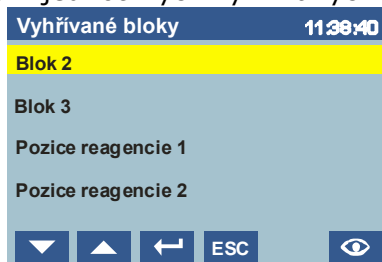 Vyhřívané bloky 11:38:40
Blok 2
Blok 3
Pozice reagencie 1
Pozice reagencie 2
ESC